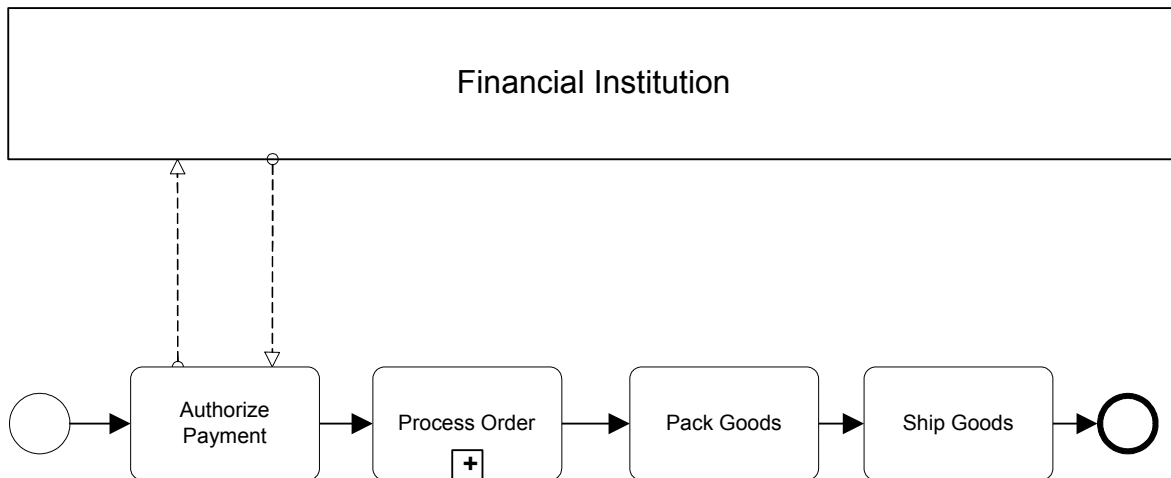 Financial Institution
Authorize
Payment
Process Order
Pack Goods
Ship Goods